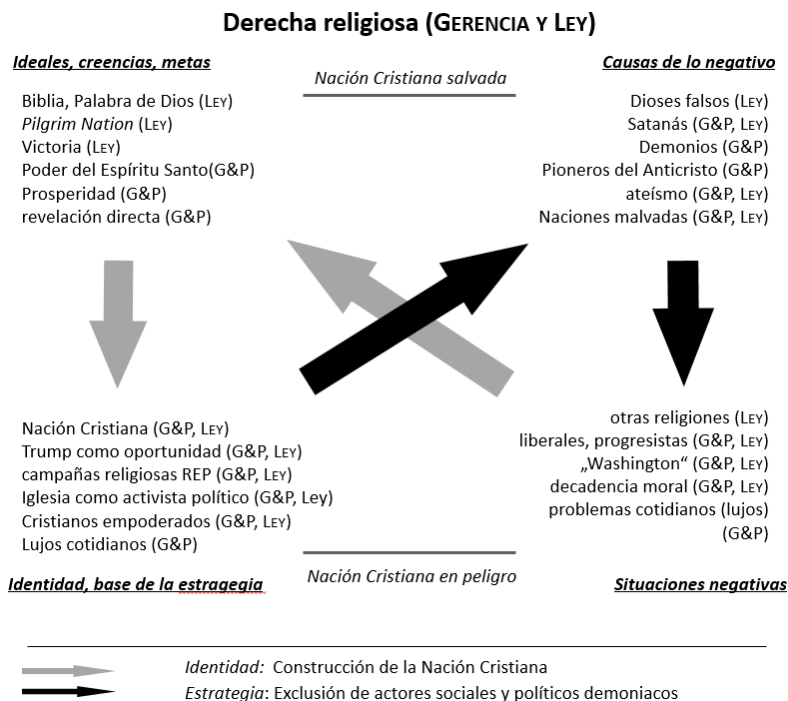 Derecha religiosa (GERENCIA Y LEY)
Ideales, creencias, metas
Biblia, Palabra de Dios (LEY)
Pilgrim Nation (LEY)
Victoria (LEY)
Poder del Espíritu Santo(G&P)
Prosperidad (G&P)
revelación directa (G&P)
Nación Cristiana salvada
Causas de lo negativo
Dioses falsos (LEY)
Satanás (G&P, LEY)
Demonios (G&P)
Pioneros del Anticristo (G&P)
ateísmo (G&P, LEY)
Naciones malvadas (G&P, LEY)
Nación Cristiana (G&P, LEY)
Trump como oportunidad (G&P, LEY)
campañas religiosas REP (G&P, LEY)
Iglesia como activista político (G&P, Ley)
Cristianos empoderados (G&P, LEY)
Lujos cotidianos (G&P)
Identidad, base de la estragegia
Nación Cristiana en peligro
otras religiones (LEY)
liberales, progresistas (G&P, LEY)
„Washington“ (G&P, LEY)
decadencia moral (G&P, LEY)
problemas cotidianos (lujos)
(G&P)
Situaciones negativas
Identidad: Construcción de la Nación Cristiana
Estrategia: Exclusión de actores sociales y políticos demoniacos